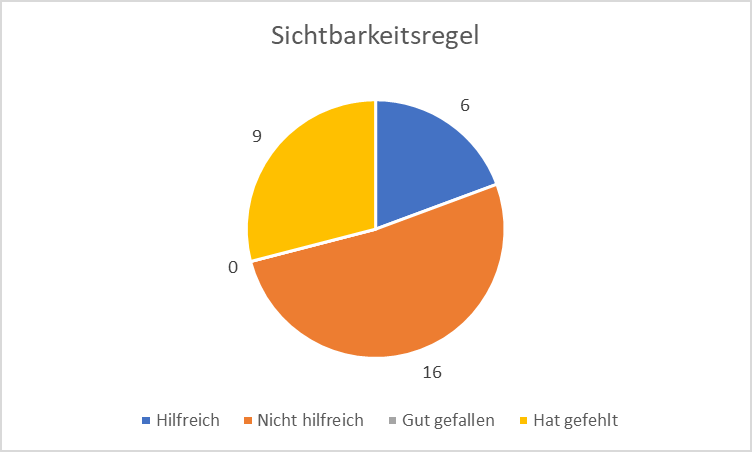 Sichtbarkeitsregel
6
9
0
16
Hilfreich
Nicht hilfreich
Gut gefallen
Hat gefehlt